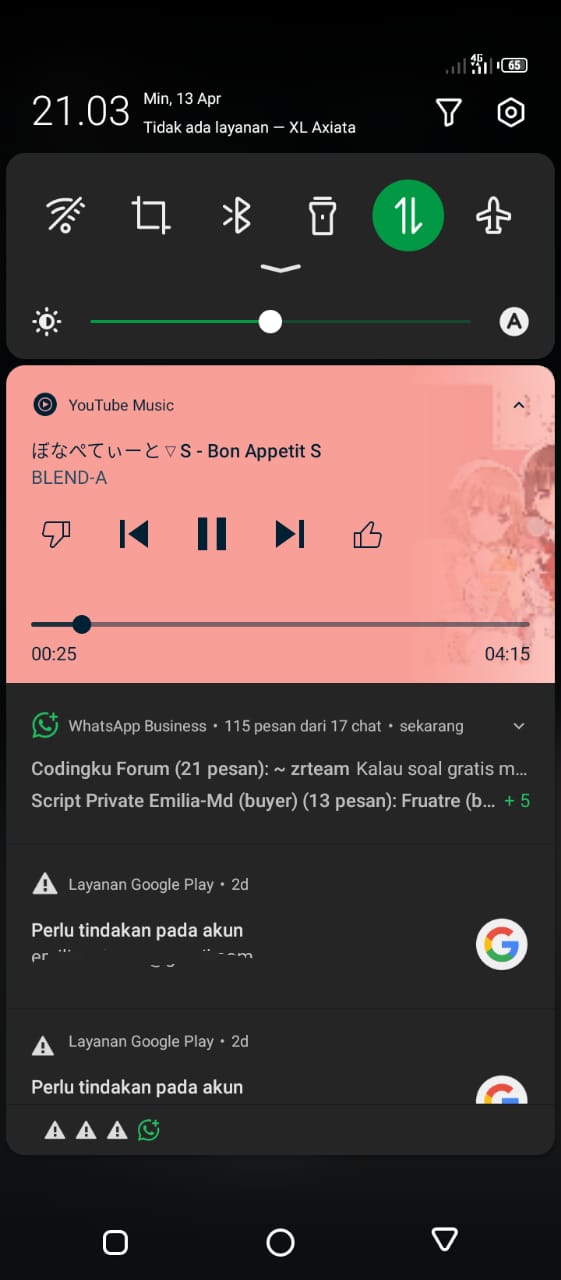 4G
65
21.03
Min, 13 Apr
Tidak ada layanan — XL Axiata
A
YouTube Music
ぼなぺてぃーと▽S - Bon Appetit S
BLEND-A
00:25
04:15
WhatsApp Business • 115 pesan dari 17 chat • sekarang
Codingku Forum (21 pesan): ~ zrteam Kalau soal gratis m...
Script Private Emilia-Md (buyer) (13 pesan): Fruatre (b... + 5
Layanan Google Play • 2d
Perlu tindakan pada akun
Layanan Google Play • 2d
Perlu tindakan pada akun